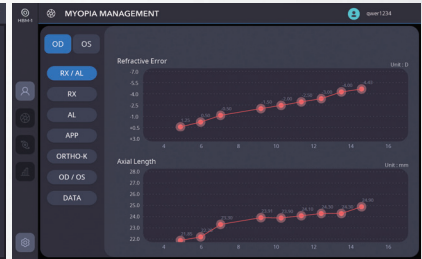 HRM-1
MYOPIA MANAGEMENT
qwer1234
OD OS
RX / AL
RX
AL
APP
ORTHO-K
OD / OS
DATA
Refractive Error
Unit : D
-7.0
-5.5
-4.0
-2.5
-1.0
+0.5
+3.0
4 6 8 10 12 14 16
Axial Length
Unit : mm
28.0
27.0
26.0
25.0
24.0
23.0
22.0
4 6 8 10 12 14 16